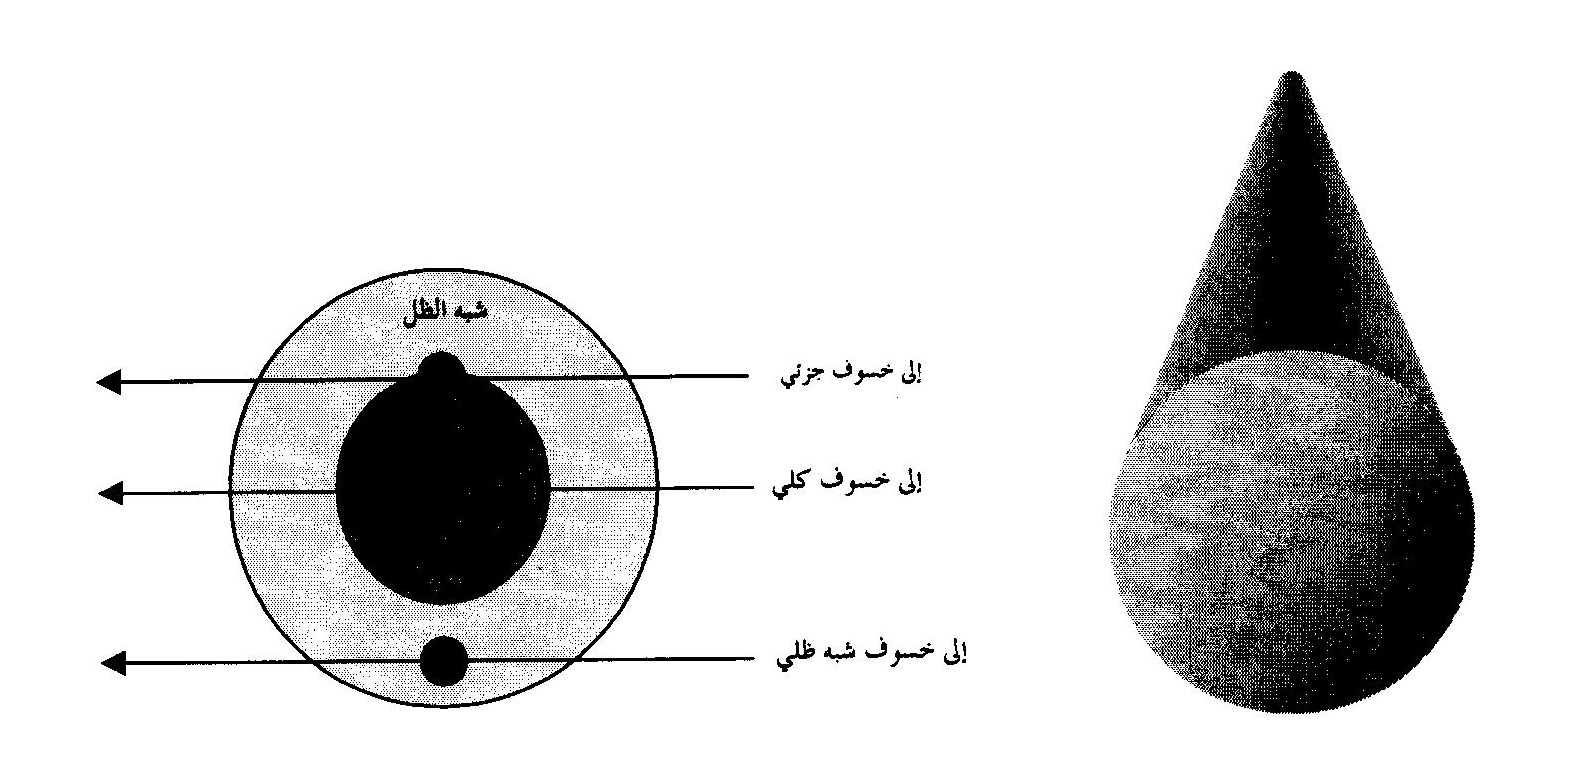 شبه الظل
إلى خسوف جزئي
إلى خسوف كلي
إلى خسوف شبه ظلي